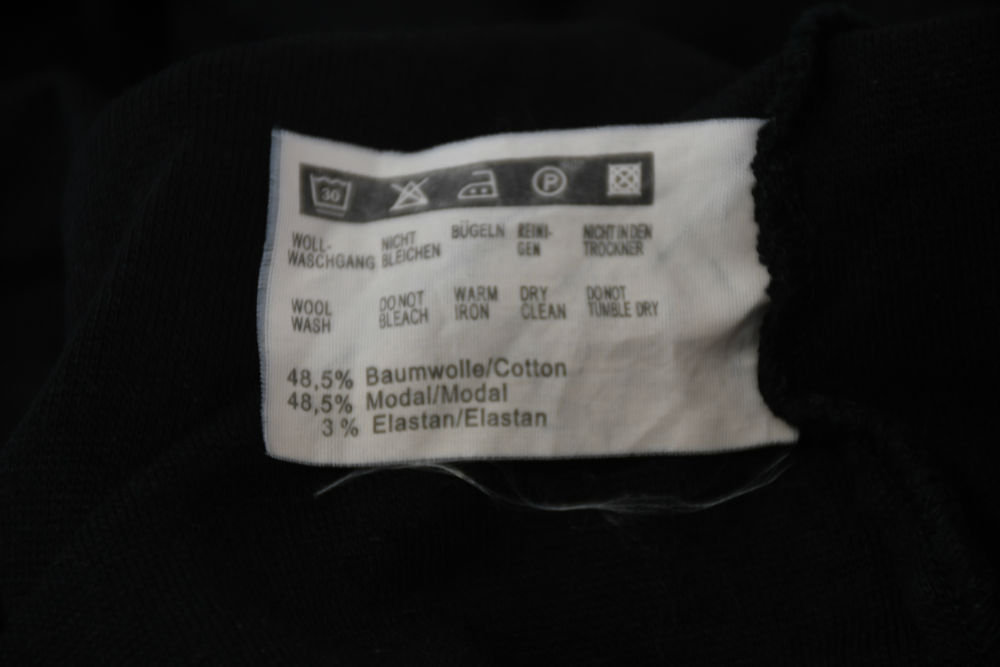 30 P
WOLL- NICHT BÜGELN REINI- NICHT IN DEN
WASCHGANG BLEICHEN GEN TROCKNER
WOOL DO NOT WARM DRY DO NOT
WASH BLEACH IRON CLEAN TUMBLE DRY
48,5% Baumwolle/Cotton
48,5% Modal/Modal
3 % Elastan/Elastan